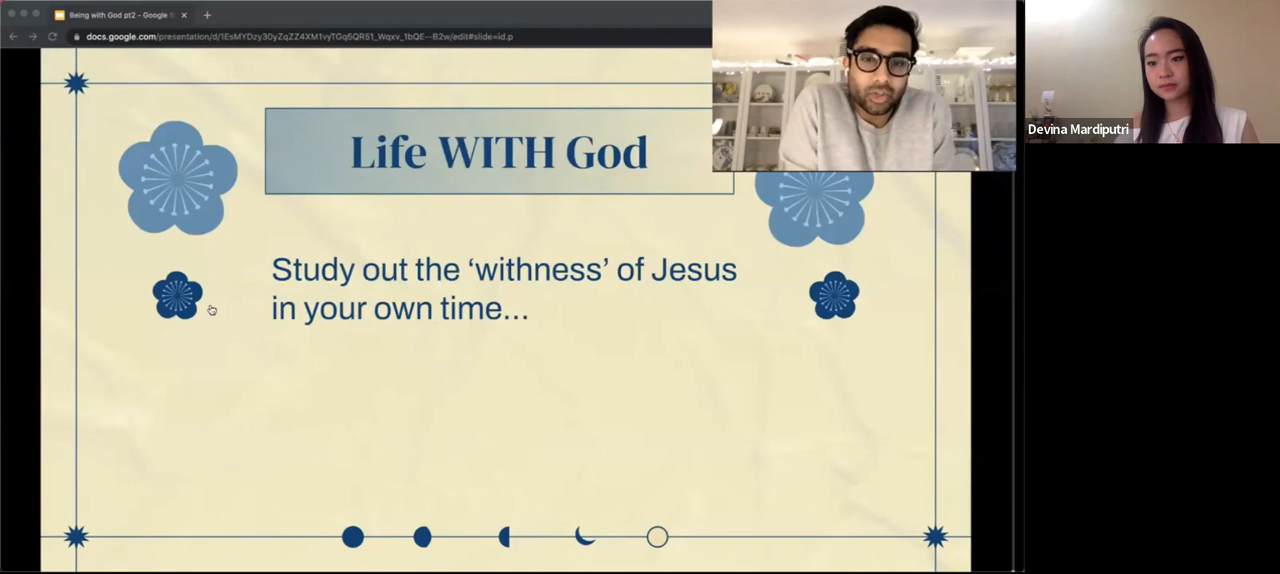 Being with God pt2 - Google
docs.google.com/presentation/d/1EsMYDzy30yZqZZ4XM1vyTGq5QR51_Wqxv_1bQE--B2w/edit#slide=id.p
Life WITH God
Devina Mardiputri
Study out the ‘withness’ of Jesus
in your own time...